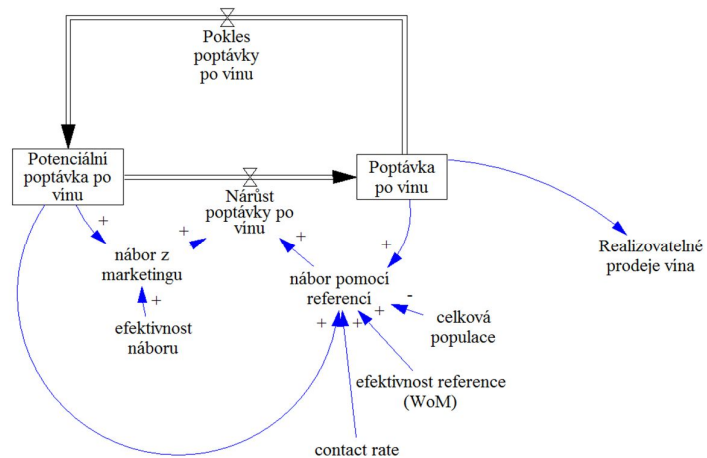 Pokles
poptávky
po vínu
Potenciální
poptávka po
vínu
Poptávka
po vínu
Nárůst
poptávky po
vínu
+
+
+
+
nábor z
marketingu
nábor pomocí
referencí
Realizovatelné
prodeje vína
+
-
+
+
+
efektivnost
náboru
celková
populace
efektivnost reference
(WoM)
contact rate